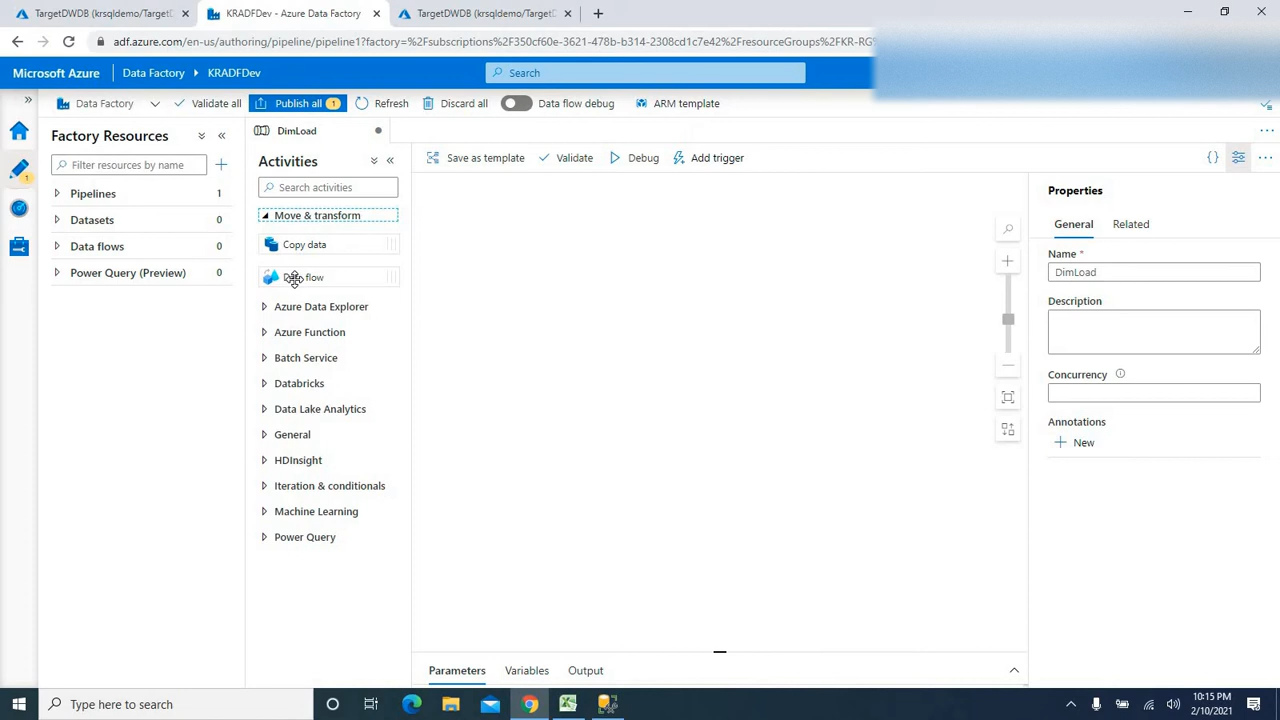 TargetDWDB (krsqldemo/TargetD
KRADFDev - Azure Data Factory
TargetDWDB (krsqldemo/TargetD
adf.azure.com/en-us/authoring/pipeline/pipeline1?factory=%2Fsubscriptions%2F350cf60e-3621-478b-b314-2308cd1c7e42%2FresourceGroups%2FKR-RG%
Microsoft Azure
Data Factory
KRADFDev
Search
Data Factory
Validate all
Publish all
1
Refresh
Discard all
Data flow debug
ARM template
Factory Resources
DimLoad
Filter resources by name
Pipelines
1
Datasets
0
Data flows
0
Power Query (Preview)
0
Activities
Search activities
Move & transform
Copy data
flow
Azure Data Explorer
Azure Function
Batch Service
Databricks
Data Lake Analytics
General
HDInsight
Iteration & conditionals
Machine Learning
Power Query
Save as template
Validate
Debug
Add trigger
{}
Properties
General
Related
Name *
DimLoad
Description
Concurrency
Annotations
New
Parameters
Variables
Output
Type here to search
10:15 PM
2/10/2021